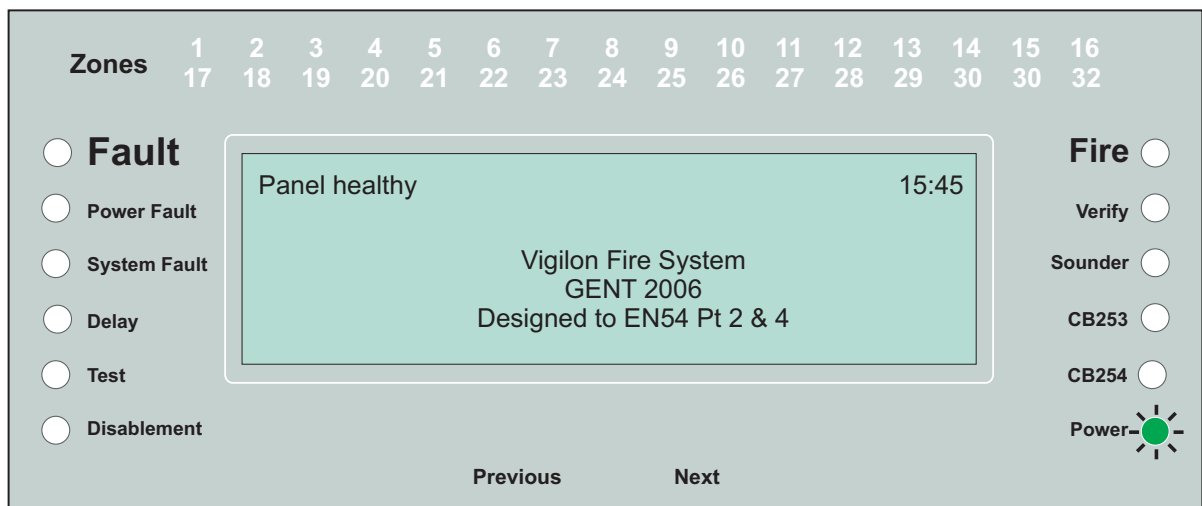 Zones 1 2 3 4 5 6 7 8 9 10 11 12 13 14 15 16
17 18 19 20 21 22 23 24 25 26 27 28 29 30 30 32
Fault
Power Fault
System Fault
Delay
Test
Disablement
Panel healthy 15:45
Vigilon Fire System
GENT 2006
Designed to EN54 Pt 2 & 4
Fire
Verify
Sounder
CB253
CB254
Power
Previous Next